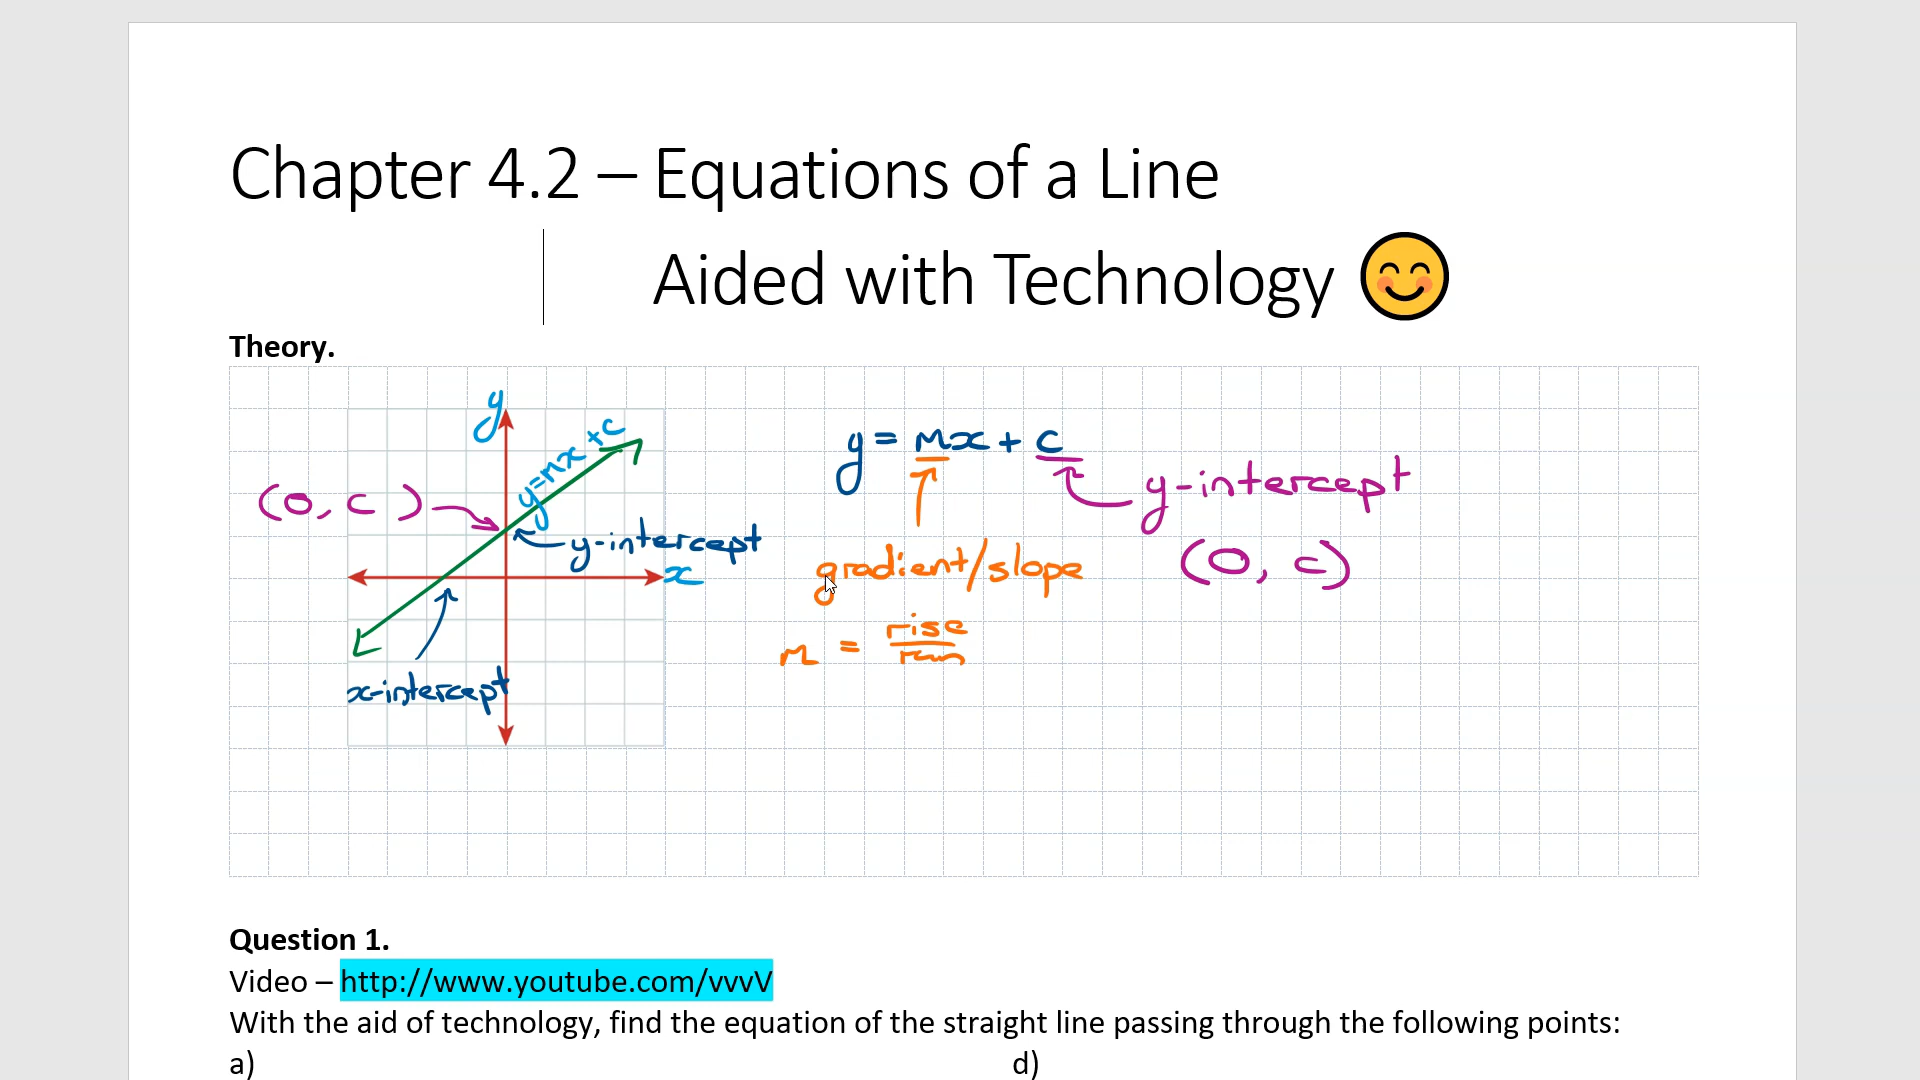 Chapter 4.2 – Equations of a Line
Aided with Technology
Theory.
y
y=mx+c
(0, c)
y-intercept
x
x-intercept
y = mx + c
y-intercept
(0, c)
gradient/slope
m = rise
run
Question 1.
Video – http://www.youtube.com/vvvV
With the aid of technology, find the equation of the straight line passing through the following points:
a) d)